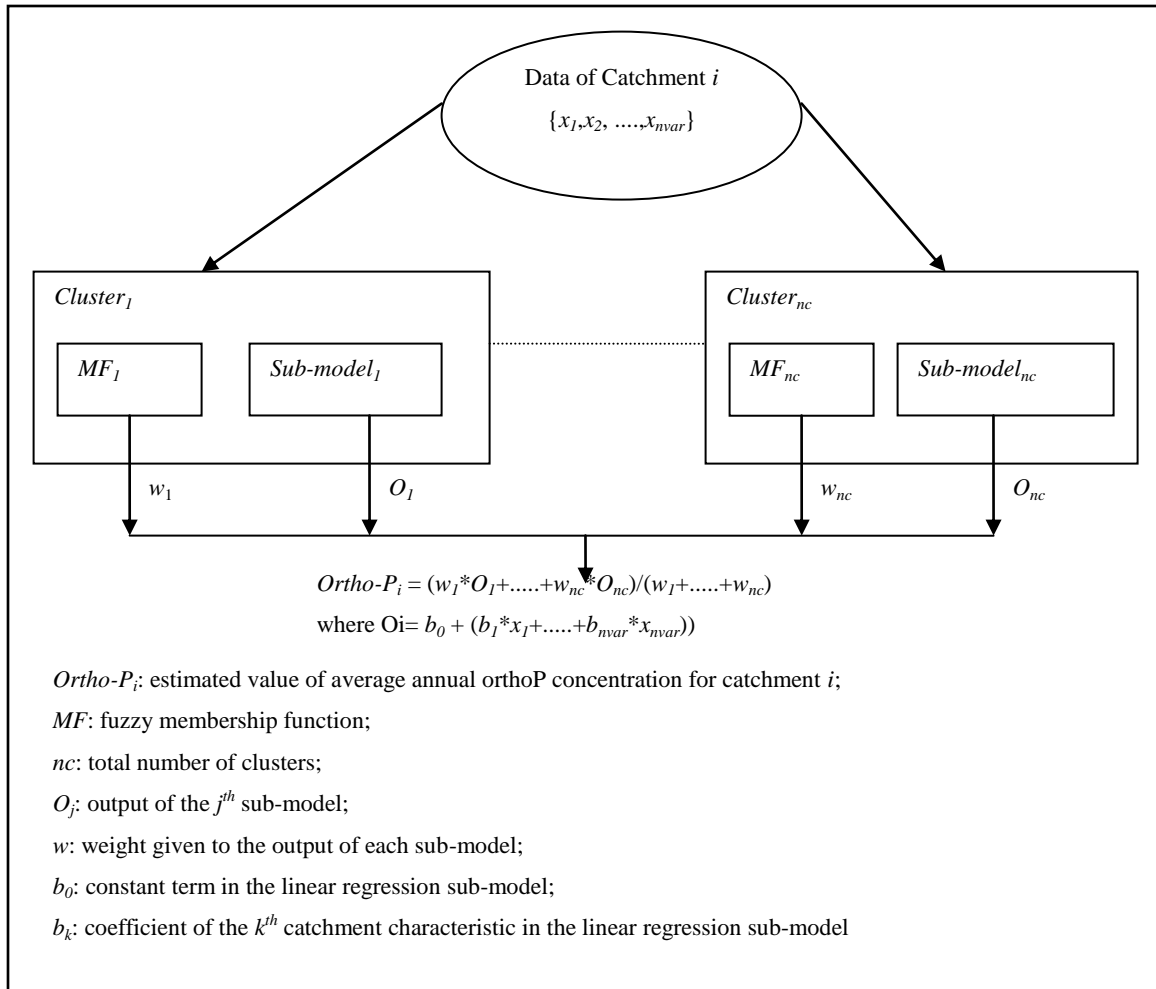 Data of Catchment i
{x1,x2, ....,xnvar}
Cluster1
Clusternc
MF1
Sub-model1
MFnc
Sub-modelnc
w1
O1
wnc
Onc
Ortho-Pi = (w1*O1+.....+wnc*Onc)/(w1+.....+wnc)
where Oi= b0 + (b1*x1+.....+bnvar*xnvar))
Ortho-Pi: estimated value of average annual orthoP concentration for catchment i;
MF: fuzzy membership function;
nc: total number of clusters;
Oj: output of the jth sub-model;
w: weight given to the output of each sub-model;
b0: constant term in the linear regression sub-model;
bk: coefficient of the kth catchment characteristic in the linear regression sub-model